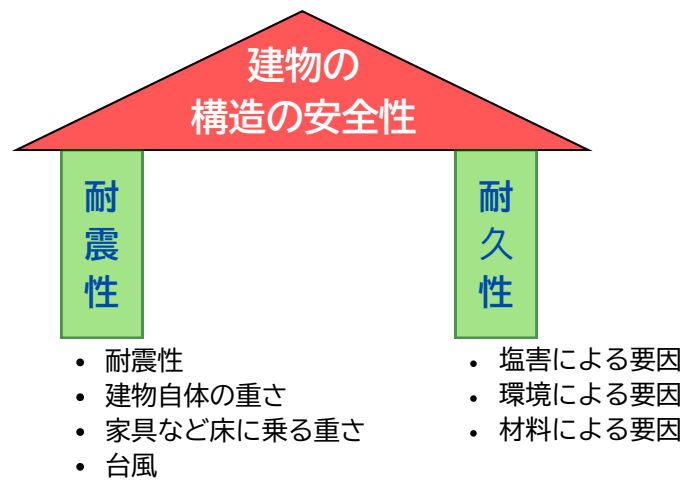 建物の
構造の安全性
耐震性
耐久性
耐震性
建物自体の重さ
家具など床に乗る重さ
台風
塩害による要因
環境による要因
材料による要因